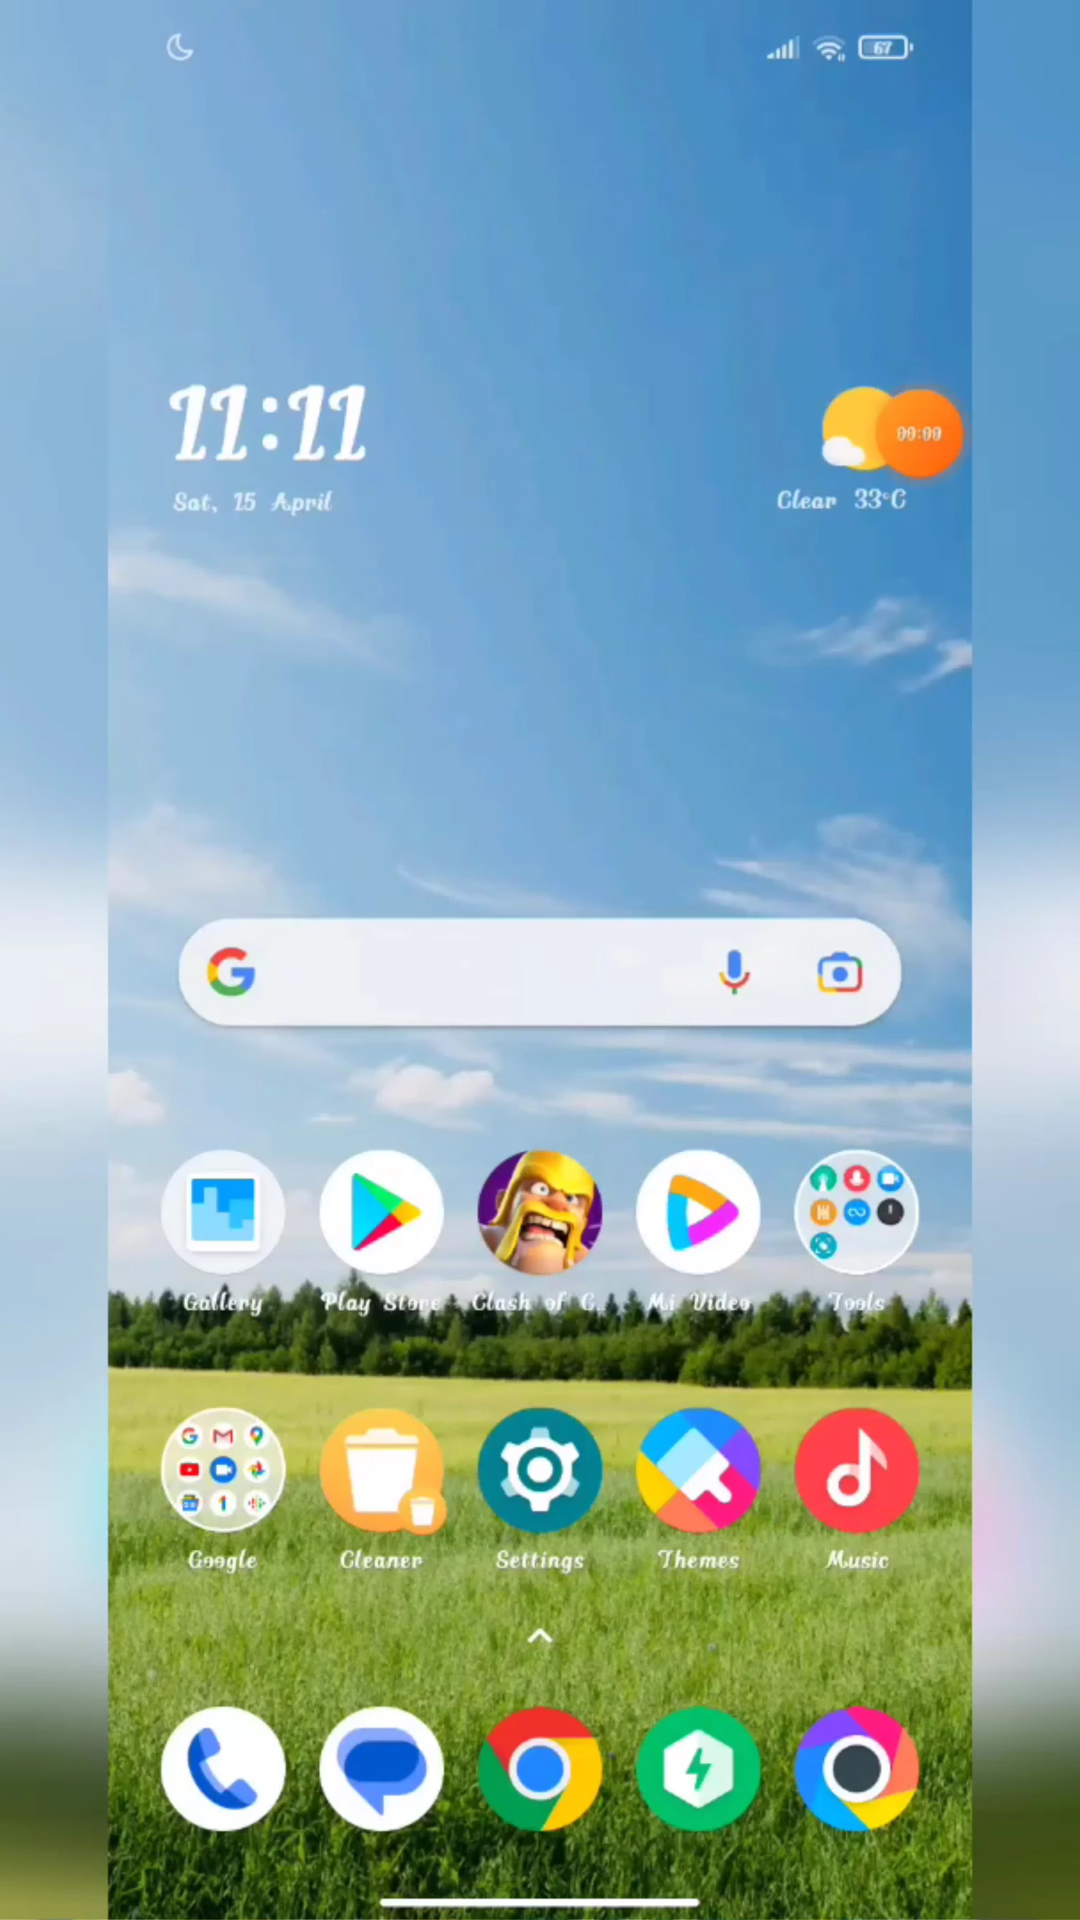 67
11:11
00:00
Sat, 15 April
Clear 33°C
Gallery
Play Store
Clash of C..
Mi Video
Tools
Google
Cleaner
Settings
Themes
Music